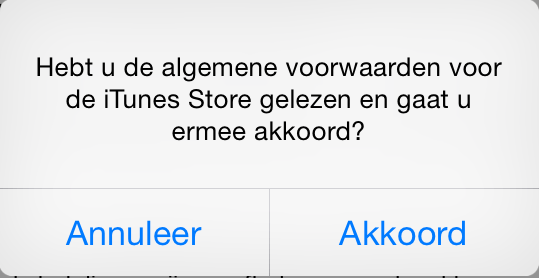 Hebt u de algemene voorwaarden voor
de iTunes Store gelezen en gaat u
ermee akkoord?
Annuleer
Akkoord